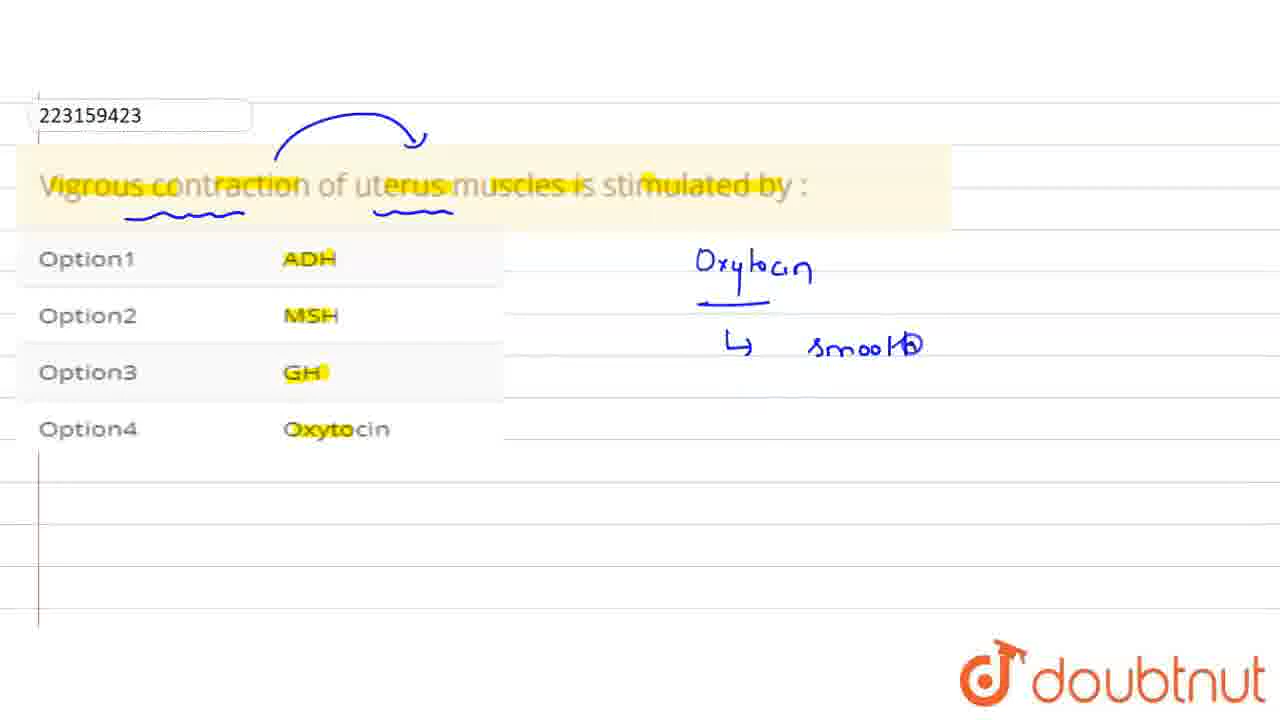 223159423
Vigrous contraction of uterus muscles is stimulated by :
Option1 ADH
Option2 MSH
Option3 GH
Option4 Oxytocin
Oxytocin
↳ smooth
doubtnut